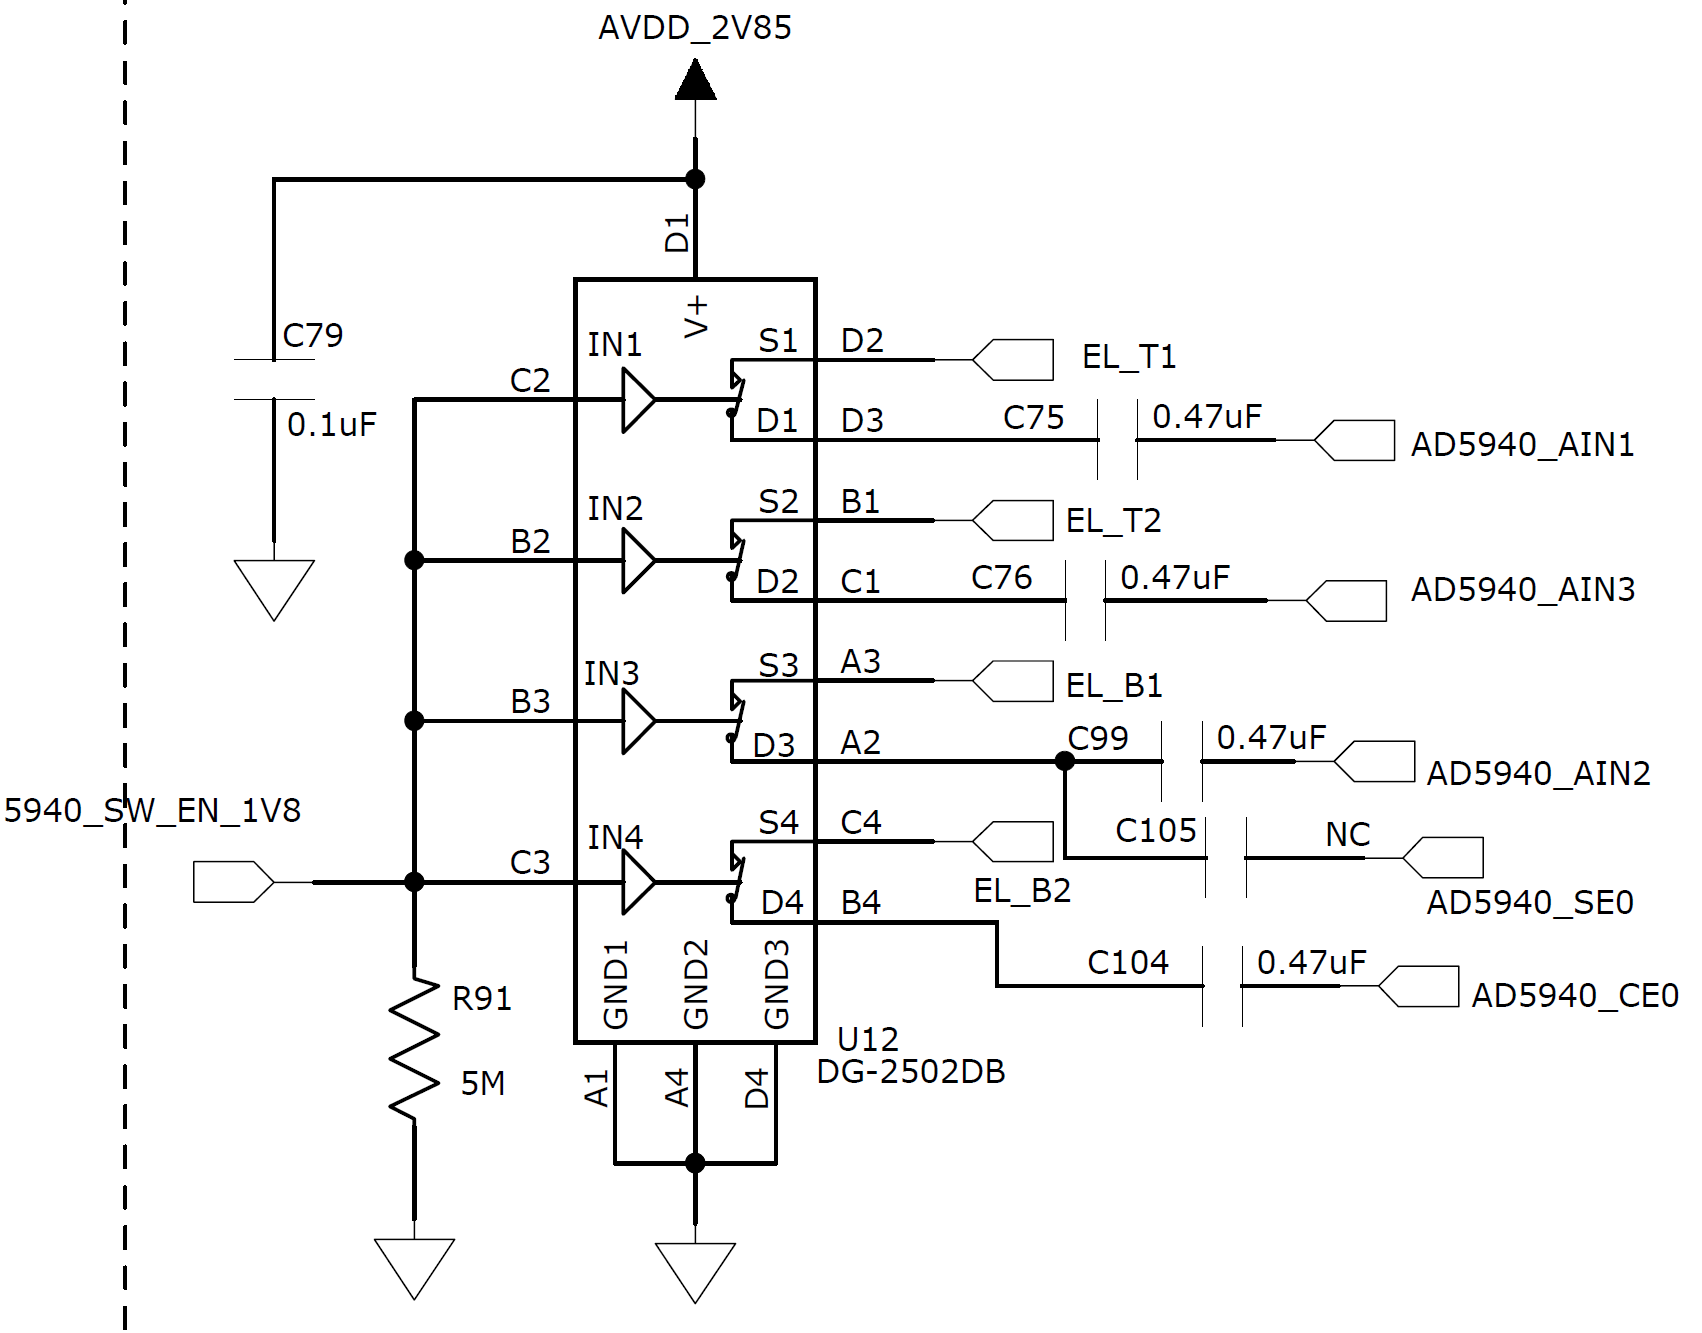 AVDD_2V85
D1
C79
0.1uF
V+
IN1
C2
S1
D2
EL_T1
D1
D3
C75
0.47uF
AD5940_AIN1
IN2
B2
S2
B1
EL_T2
D2
C1
C76
0.47uF
AD5940_AIN3
IN3
B3
S3
A3
EL_B1
D3
A2
C99
0.47uF
AD5940_AIN2
5940_SW_EN_1V8
IN4
C3
S4
C4
EL_B2
C105
NC
AD5940_SE0
D4
B4
C104
0.47uF
AD5940_CE0
GND1
GND2
GND3
R91
5M
U12
DG-2502DB
A1
A4
D4